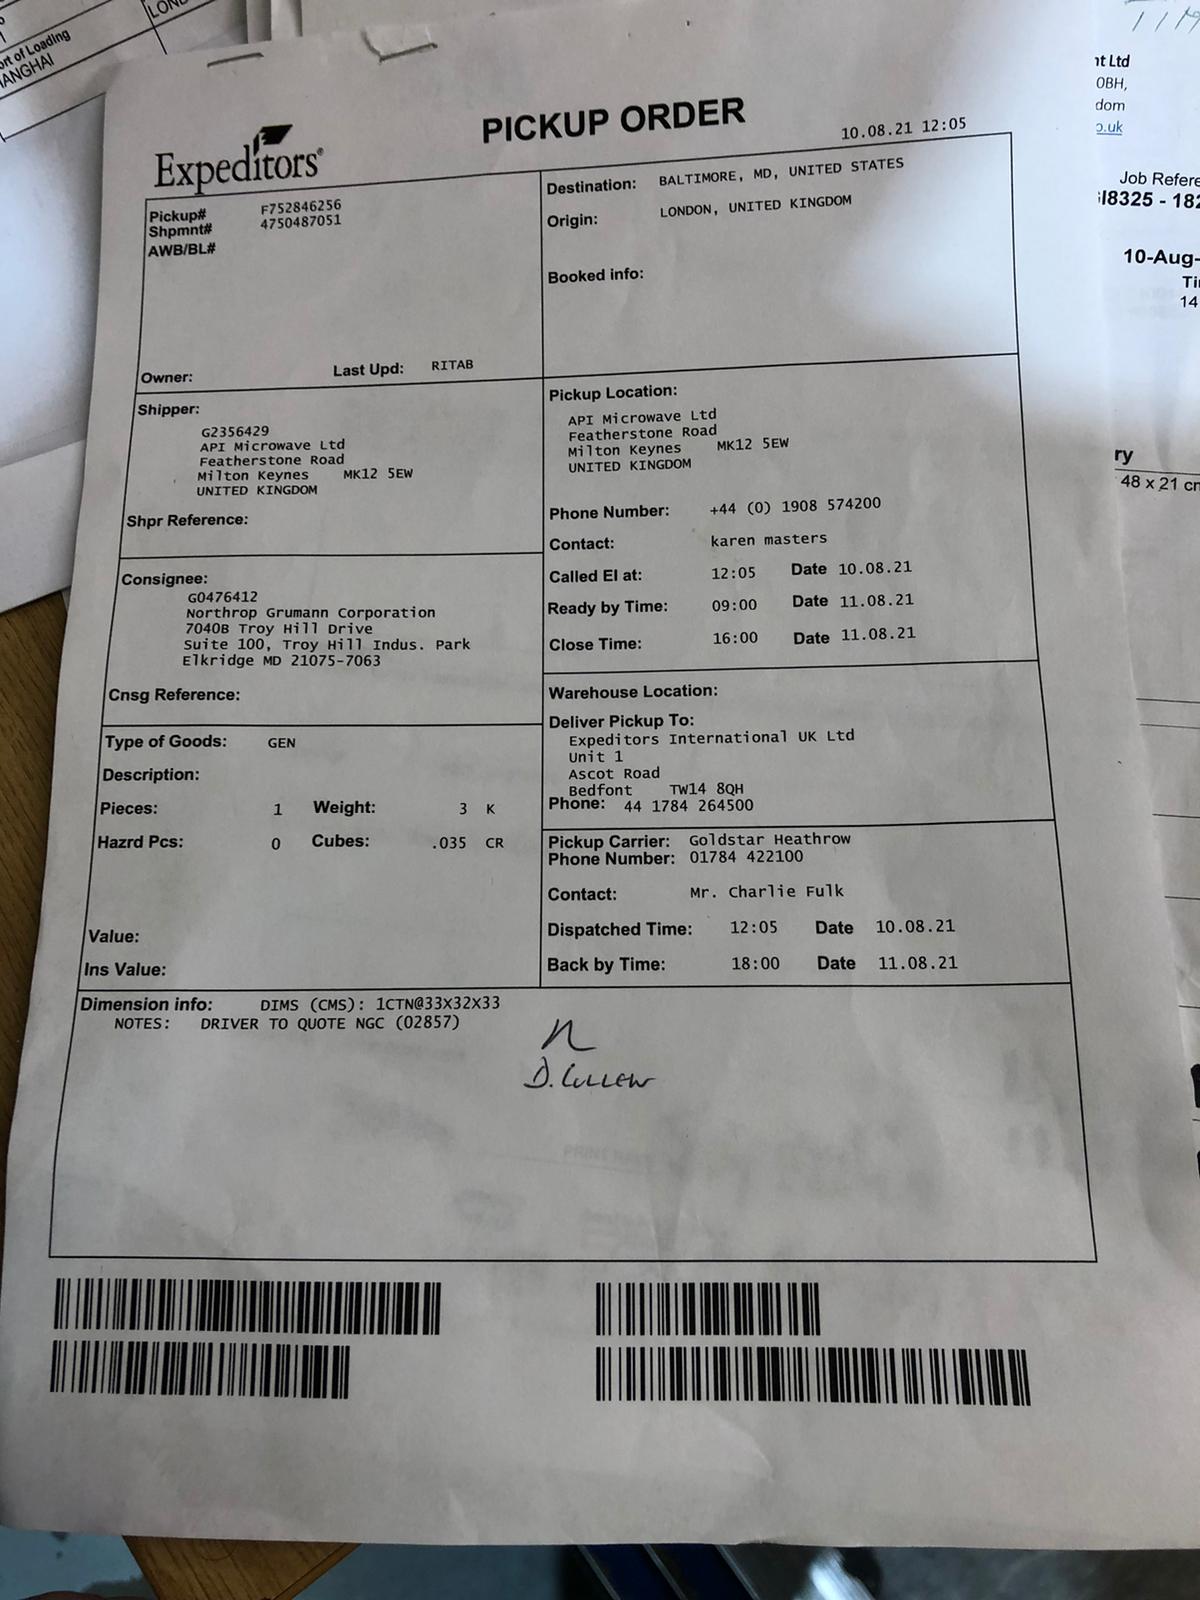 ort of Loading
HANGHAI
PICKUP ORDER
10.08.21 12:05
Expeditors®
Pickup# F752846256
Shpmnt# 4750487051
AWB/BL#
Owner: Last Upd: RITAB
Destination: BALTIMORE, MD, UNITED STATES
Origin: LONDON, UNITED KINGDOM
Booked info:
Shipper:
G2356429
API Microwave Ltd
Featherstone Road
Milton Keynes MK12 5EW
UNITED KINGDOM
Shpr Reference:
Pickup Location:
API Microwave Ltd
Featherstone Road
Milton Keynes MK12 5EW
UNITED KINGDOM
Phone Number: +44 (0) 1908 574200
Contact: karen masters
Called EI at: 12:05 Date 10.08.21
Ready by Time: 09:00 Date 11.08.21
Close Time: 16:00 Date 11.08.21
Consignee:
G0476412
Northrop Grumann Corporation
7040B Troy Hill Drive
Suite 100, Troy Hill Indus. Park
Elkridge MD 21075-7063
Cnsg Reference:
Warehouse Location:
Deliver Pickup To:
Expeditors International UK Ltd
Unit 1
Ascot Road
Bedfont TW14 8QH
Phone: 44 1784 264500
Type of Goods: GEN
Description:
Pieces: 1 Weight: 3 K
Hazrd Pcs: 0 Cubes: .035 CR
Value:
Ins Value:
Pickup Carrier: Goldstar Heathrow
Phone Number: 01784 422100
Contact: Mr. Charlie Fulk
Dispatched Time: 12:05 Date 10.08.21
Back by Time: 18:00 Date 11.08.21
Dimension info: DIMS (CMS): 1CTN@33X32X33
NOTES: DRIVER TO QUOTE NGC (02857)
nt Ltd
0BH,
dom
o.uk
Job Refere
I8325 - 182
10-Aug-
Ti
14
ry
48 x 21 cm